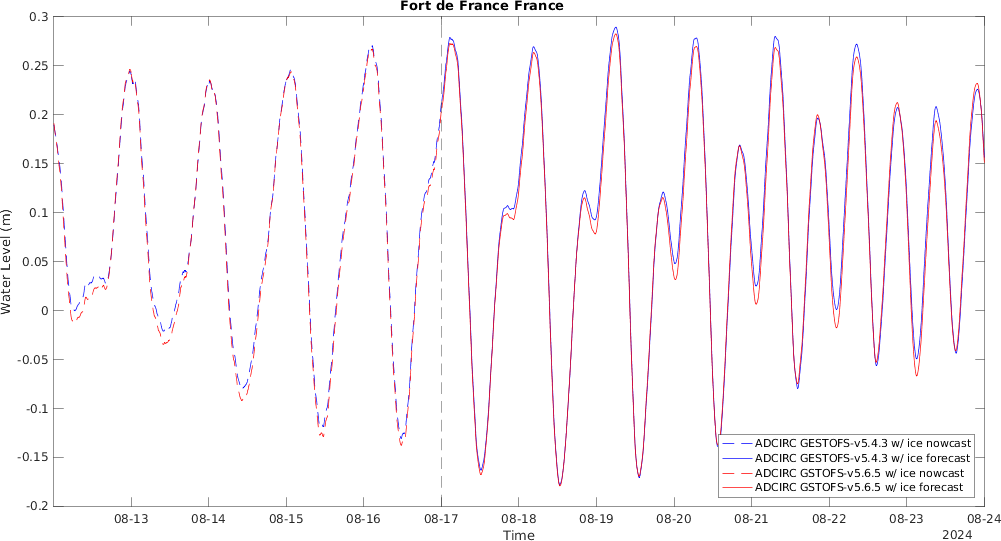 Fort de France France
0.3
0.25
0.2
0.15
0.1
0.05
0
-0.05
-0.1
-0.15
-0.2
Water Level (m)
ADCIRC GESTOFS-v5.4.3 w/ ice nowcast
ADCIRC GESTOFS-v5.4.3 w/ ice forecast
ADCIRC GSTOFS-v5.6.5 w/ ice nowcast
ADCIRC GSTOFS-v5.6.5 w/ ice forecast
08-13 08-14 08-15 08-16 08-17 08-18 08-19 08-20 08-21 08-22 08-23 08-24
Time
2024